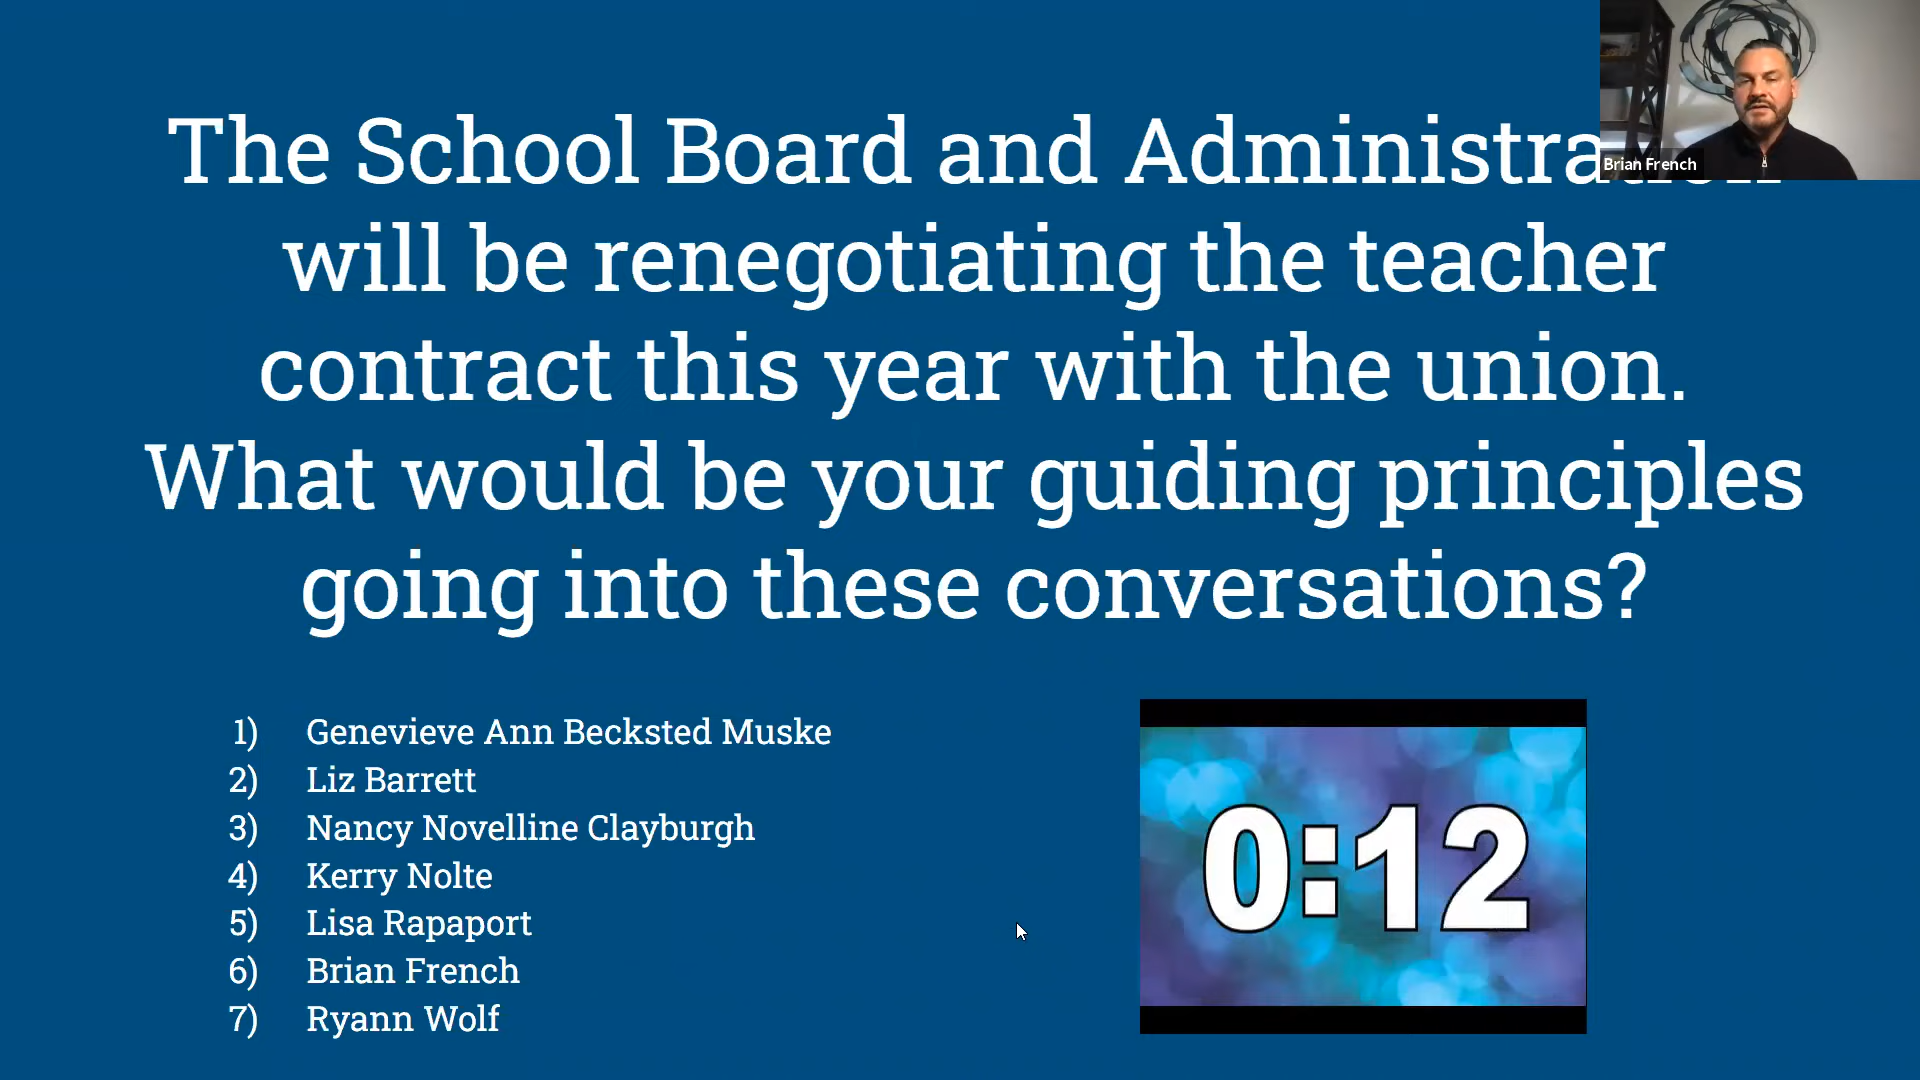 The School Board and Administration
will be renegotiating the teacher
contract this year with the union.
What would be your guiding principles
going into these conversations?
Brian French
1) Genevieve Ann Becksted Muske
2) Liz Barrett
3) Nancy Novelline Clayburgh
4) Kerry Nolte
5) Lisa Rapaport
6) Brian French
7) Ryann Wolf
0:12